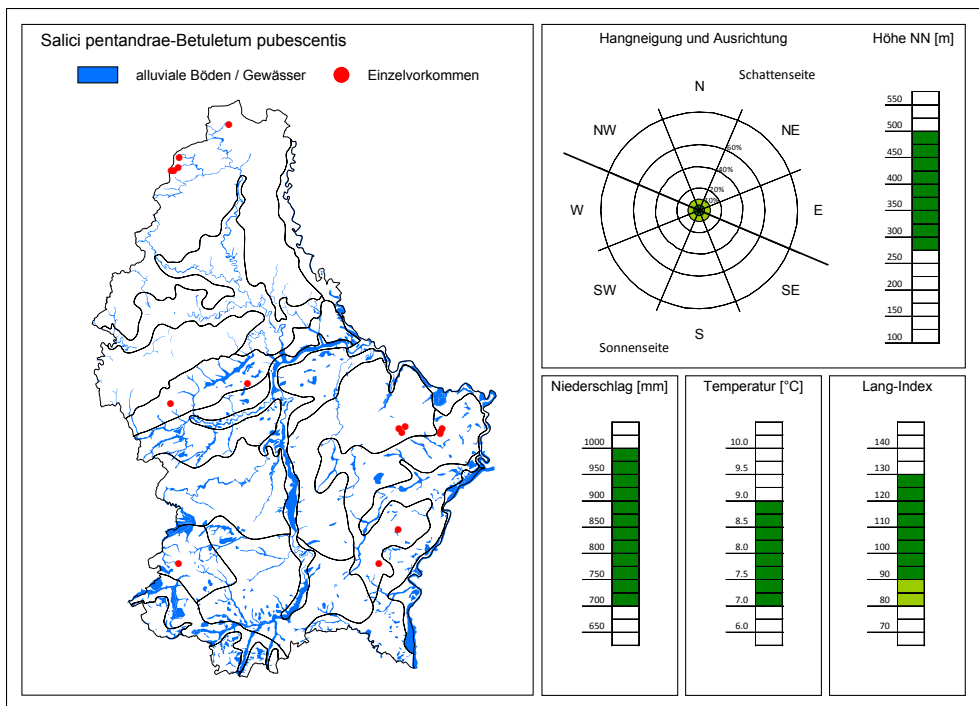 Salici pentandrae-Betuletum pubescentis
alluviale Böden / Gewässer
Einzelvorkommen
Hangneigung und Ausrichtung
Schattenseite
N
NW
NE
60%
40%
20%
10%
W
E
SW
SE
S
Sonnenseite
Höhe NN [m]
550
500
450
400
350
300
250
200
150
100
Niederschlag [mm]
1000
950
900
850
800
750
700
650
Temperatur [°C]
10.0
9.5
9.0
8.5
8.0
7.5
7.0
6.0
Lang-Index
140
130
120
110
100
90
80
70